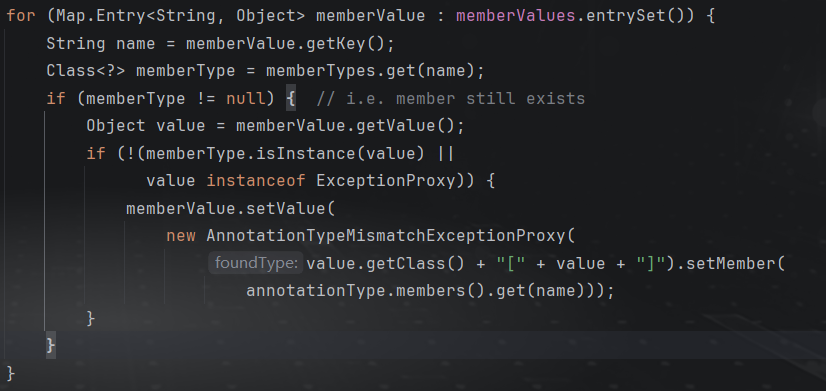 for (Map.Entry<String, Object> memberValue : memberValues.entrySet()) {
    String name = memberValue.getKey();
    Class<?> memberType = memberTypes.get(name);
    if (memberType != null) {  // i.e. member still exists
        Object value = memberValue.getValue();
        if (!(memberType.isInstance(value) ||
              value instanceof ExceptionProxy)) {
            memberValue.setValue(
                new AnnotationTypeMismatchExceptionProxy(
                    foundType: value.getClass() + "[" + value + "]").setMember(
                        annotationType.members().get(name)));
        }
    }
}